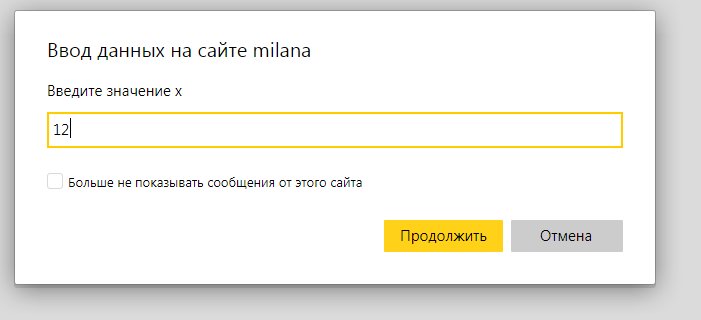 Ввод данных на сайте milana
Введите значение x
12
Больше не показывать сообщения от этого сайта
Продолжить
Отмена